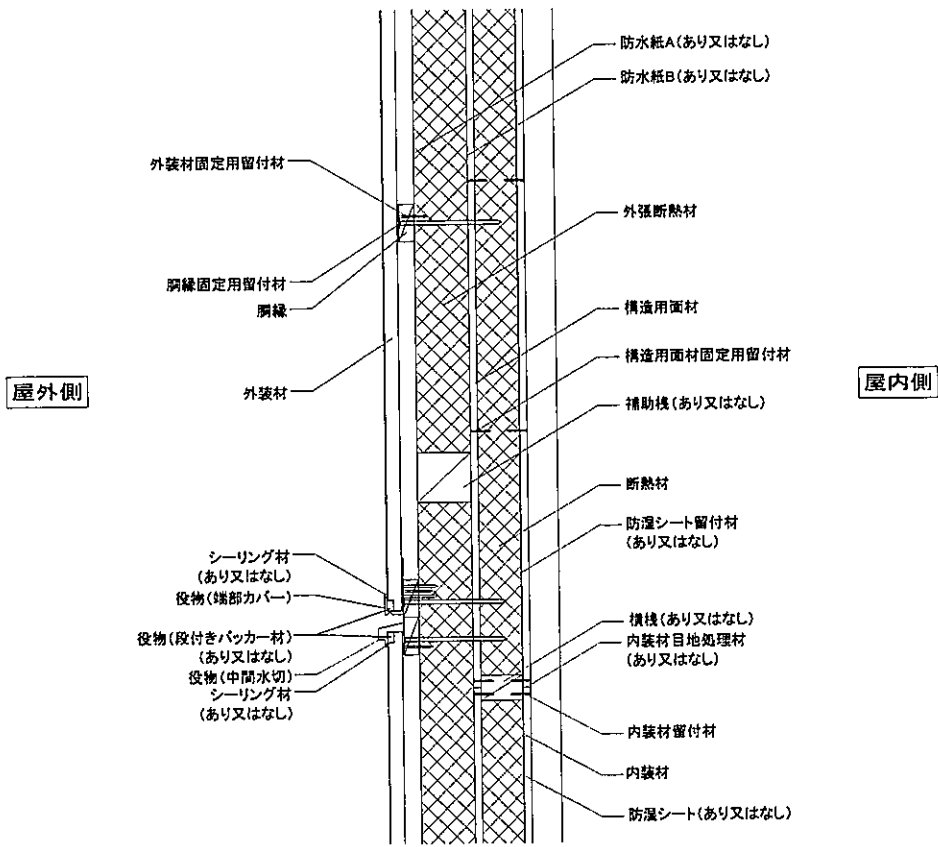 防水紙A(あり又はなし)
防水紙B(あり又はなし)
外装材固定用留付材
外張断熱材
胴縁固定用留付材
胴縁
構造用面材
構造用面材固定用留付材
屋外側
外装材
補助桟(あり又はなし)
屋内側
断熱材
防湿シート留付材
(あり又はなし)
シーリング材
(あり又はなし)
役物(端部カバー)
役物(段付きパッカー材)
(あり又はなし)
役物(中間水切)
シーリング材
(あり又はなし)
横桟(あり又はなし)
内装材目地処理材
(あり又はなし)
内装材留付材
内装材
防湿シート(あり又はなし)